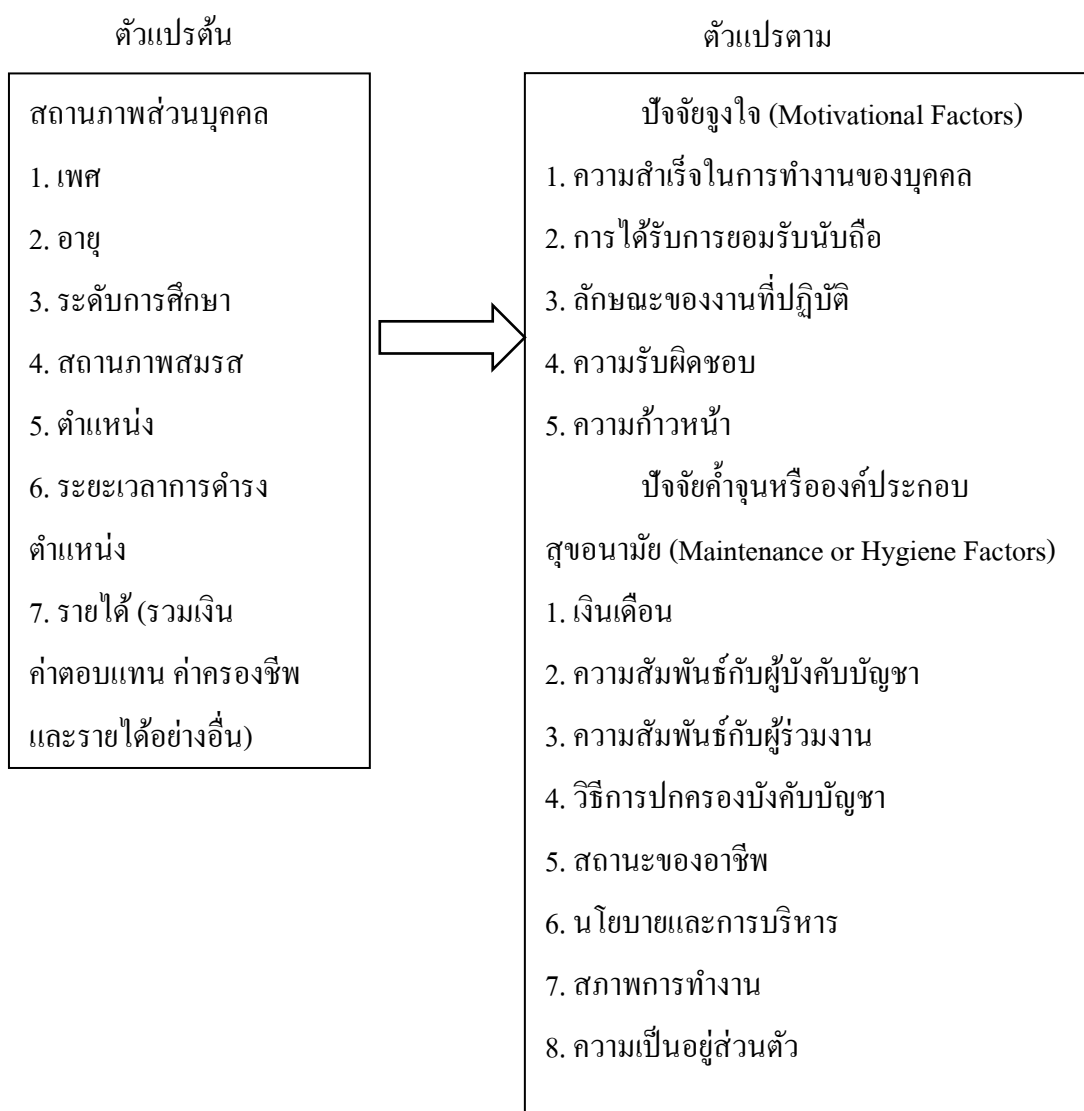 ตัวแปรต้น
สถานภาพส่วนบุคคล
1. เพศ
2. อายุ
3. ระดับการศึกษา
4. สถานภาพสมรส
5. ตำแหน่ง
6. ระยะเวลาการดำรง
ตำแหน่ง
7. รายได้ (รวมเงิน
ค่าตอบแทน ค่าครองชีพ
และรายได้อย่างอื่น)
ตัวแปรตาม
ปัจจัยจูงใจ (Motivational Factors)
1. ความสำเร็จในการทำงานของบุคคล
2. การได้รับการยอมรับนับถือ
3. ลักษณะของงานที่ปฏิบัติ
4. ความรับผิดชอบ
5. ความก้าวหน้า
ปัจจัยค้ำจุนหรือองค์ประกอบ
สุขอนามัย (Maintenance or Hygiene Factors)
1. เงินเดือน
2. ความสัมพันธ์กับผู้บังคับบัญชา
3. ความสัมพันธ์กับผู้ร่วมงาน
4. วิธีการปกครองบังคับบัญชา
5. สถานะของอาชีพ
6. นโยบายและการบริหาร
7. สภาพการทำงาน
8. ความเป็นอยู่ส่วนตัว